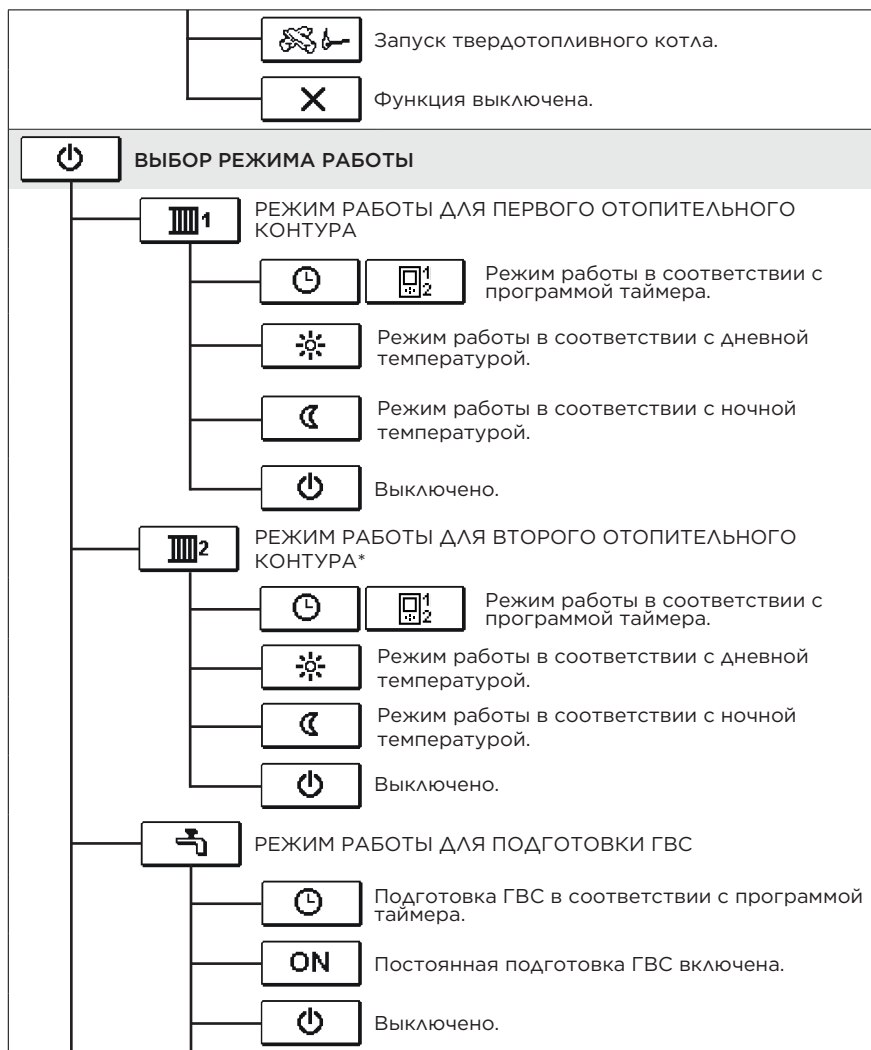 Запуск твердотопливного котла.
Функция выключена.
ВЫБОР РЕЖИМА РАБОТЫ
1
РЕЖИМ РАБОТЫ ДЛЯ ПЕРВОГО ОТОПИТЕЛЬНОГО
КОНТУРА
1
2
Режим работы в соответствии с
программой таймера.
Режим работы в соответствии с дневной
температурой.
Режим работы в соответствии с ночной
температурой.
Выключено.
2
РЕЖИМ РАБОТЫ ДЛЯ ВТОРОГО ОТОПИТЕЛЬНОГО
КОНТУРА*
1
2
Режим работы в соответствии с
программой таймера.
Режим работы в соответствии с дневной
температурой.
Режим работы в соответствии с ночной
температурой.
Выключено.
РЕЖИМ РАБОТЫ ДЛЯ ПОДГОТОВКИ ГВС
Подготовка ГВС в соответствии с программой
таймера.
ON
Постоянная подготовка ГВС включена.
Выключено.